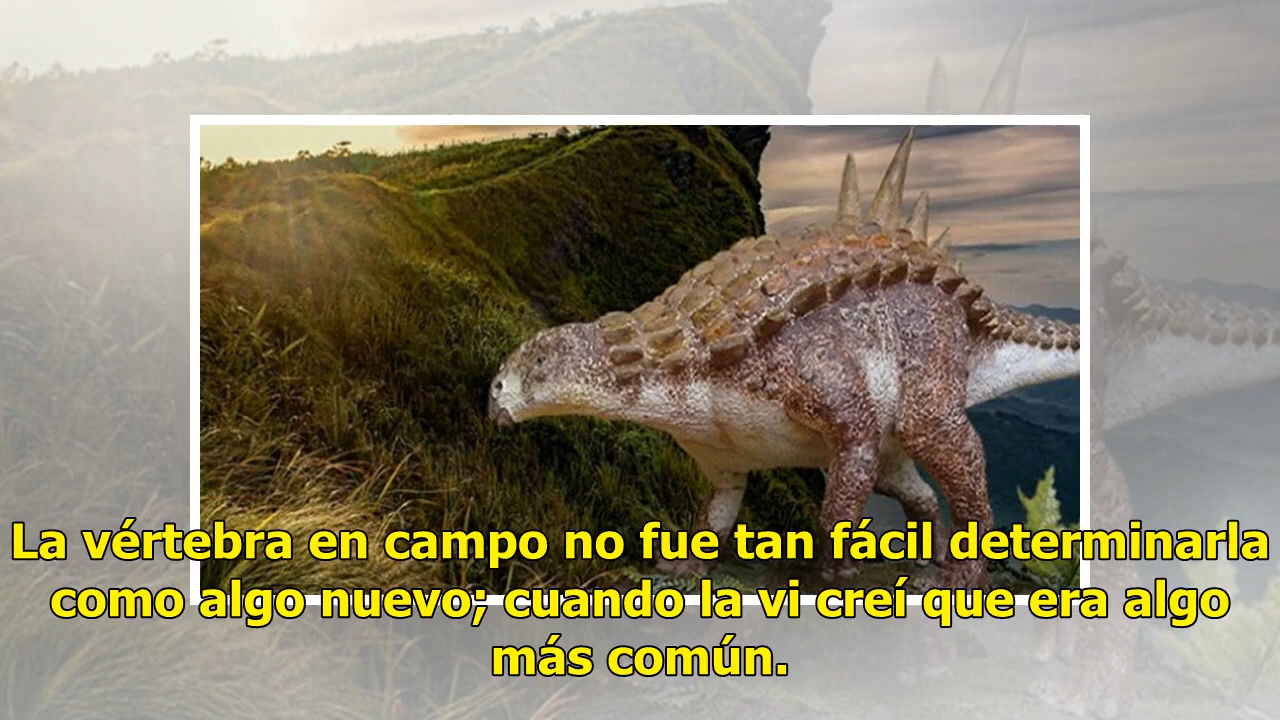 La vértebra en campo no fue tan fácil determinarla
como algo nuevo; cuando la vi creí que era algo
más común.